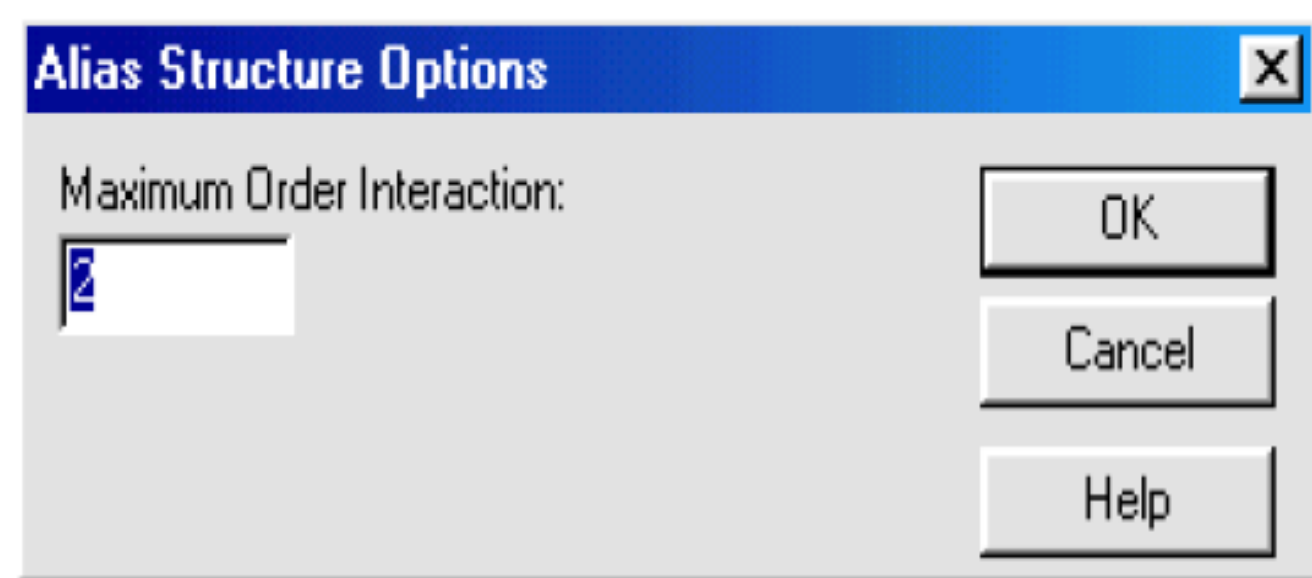 Alias Structure Options
Maximum Order Interaction:
2
OK
Cancel
Help